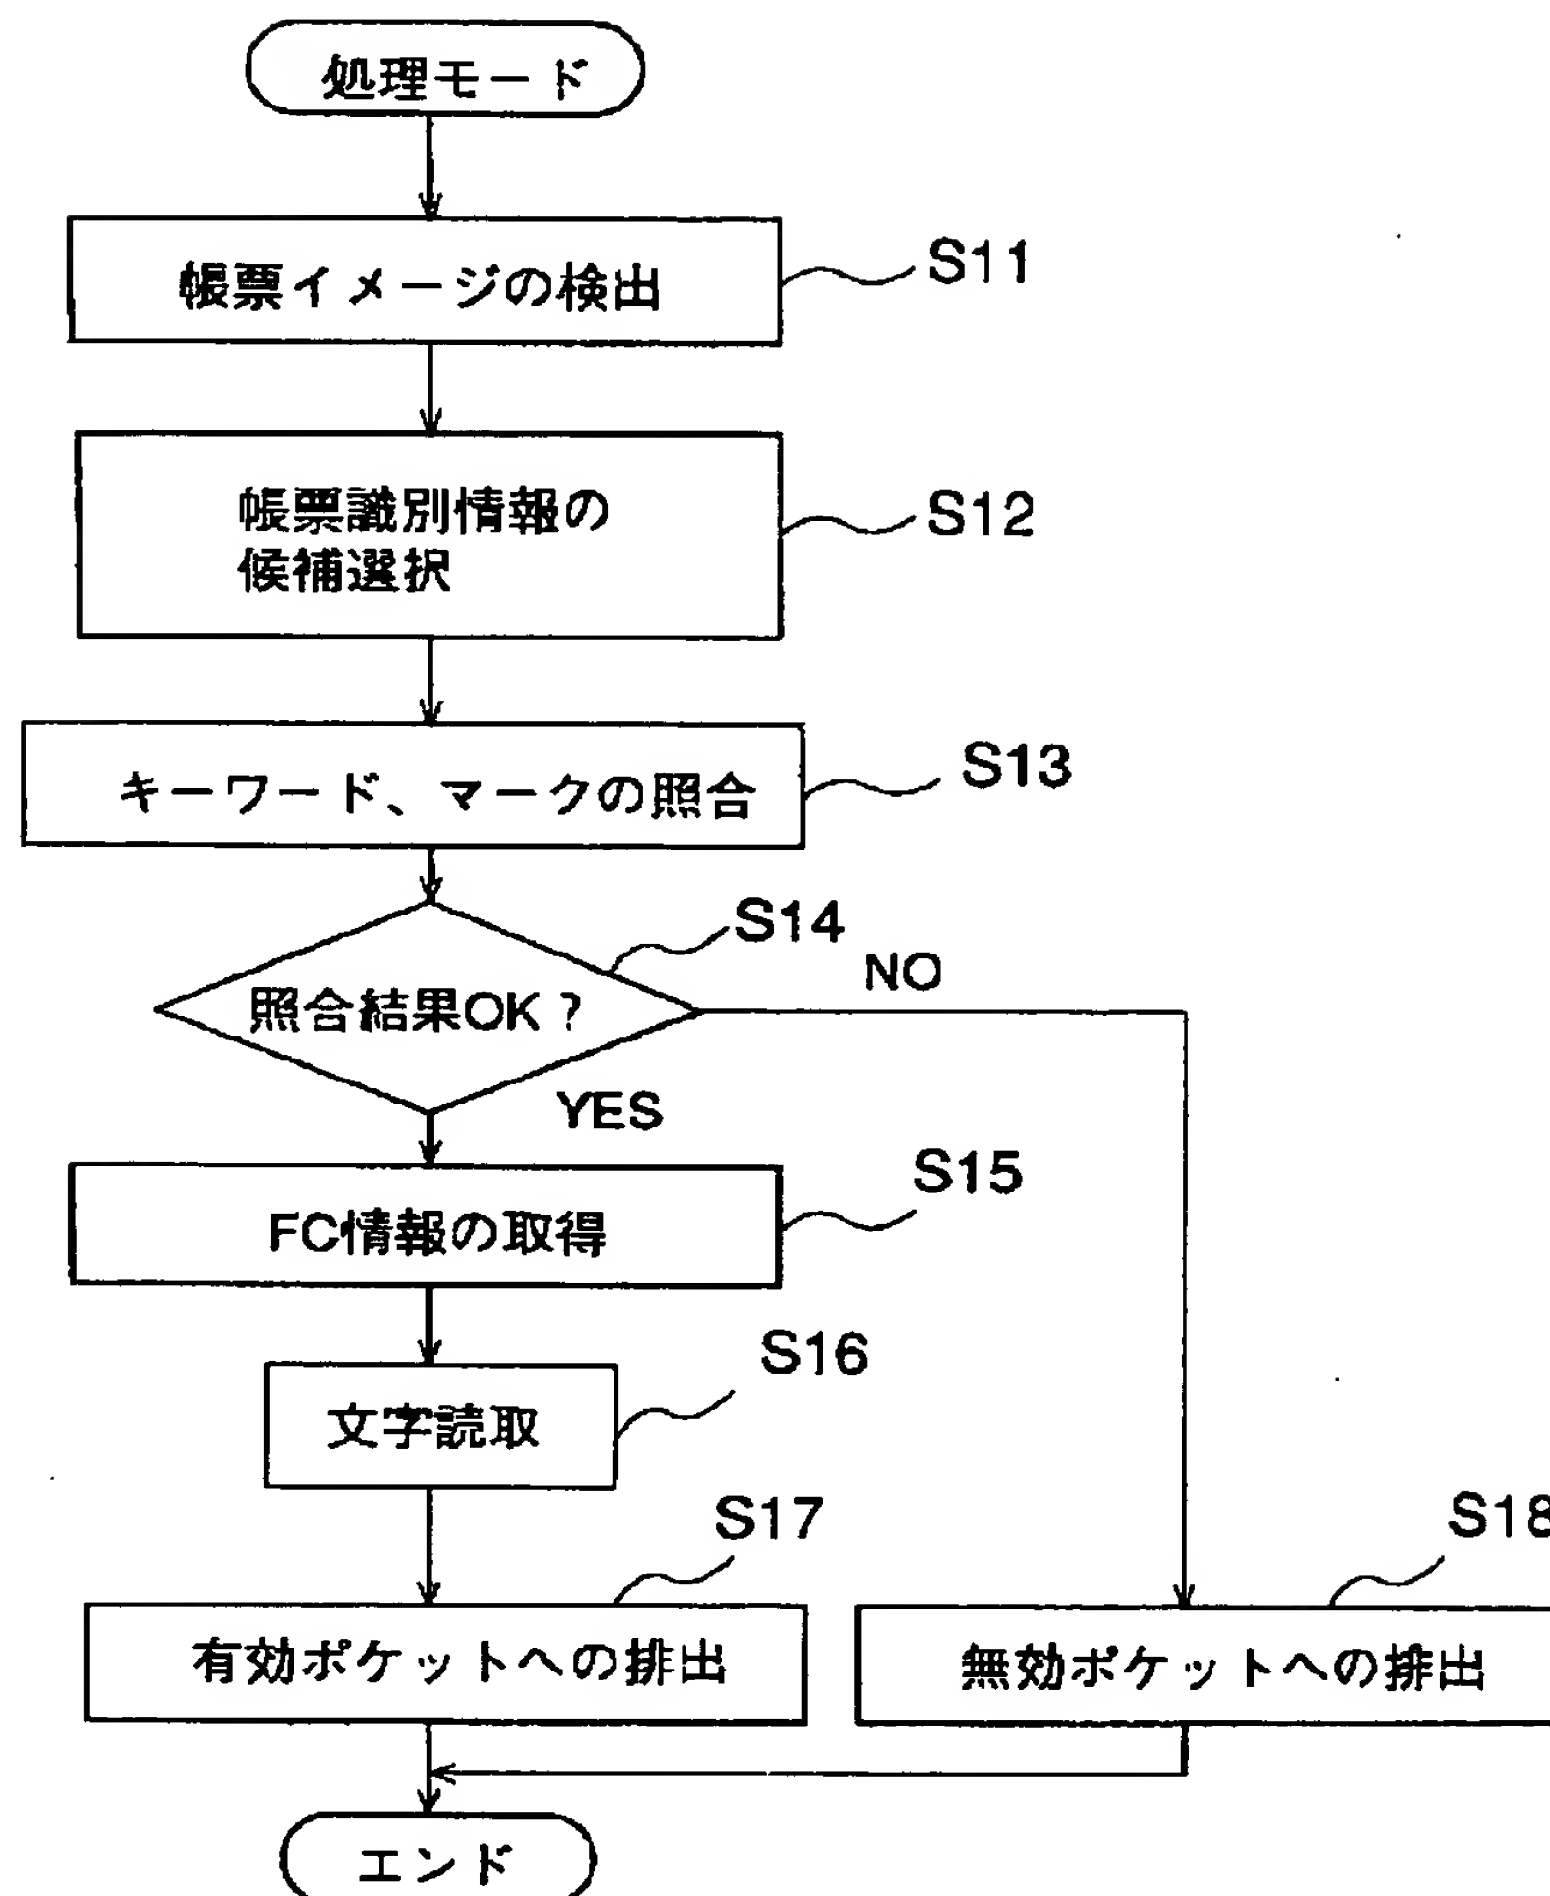 処理モード
帳票イメージの検出
S11
帳票識別情報の
候補選択
S12
キーワード、マークの照合
S13
S14
照合結果OK?
NO
YES
S15
FC情報の取得
S16
文字読取
S17
S18
有効ポケットへの排出
無効ポケットへの排出
エンド